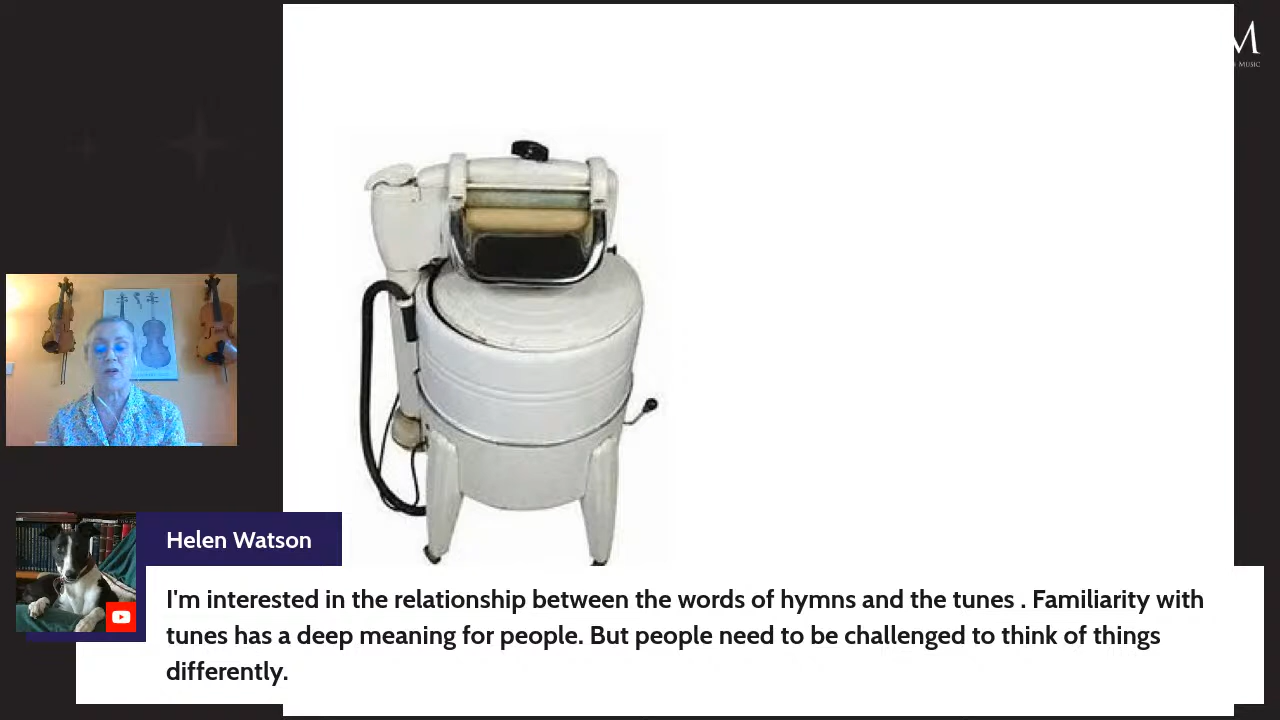 M
Music
Helen Watson
I'm interested in the relationship between the words of hymns and the tunes . Familiarity with
tunes has a deep meaning for people. But people need to be challenged to think of things
differently.